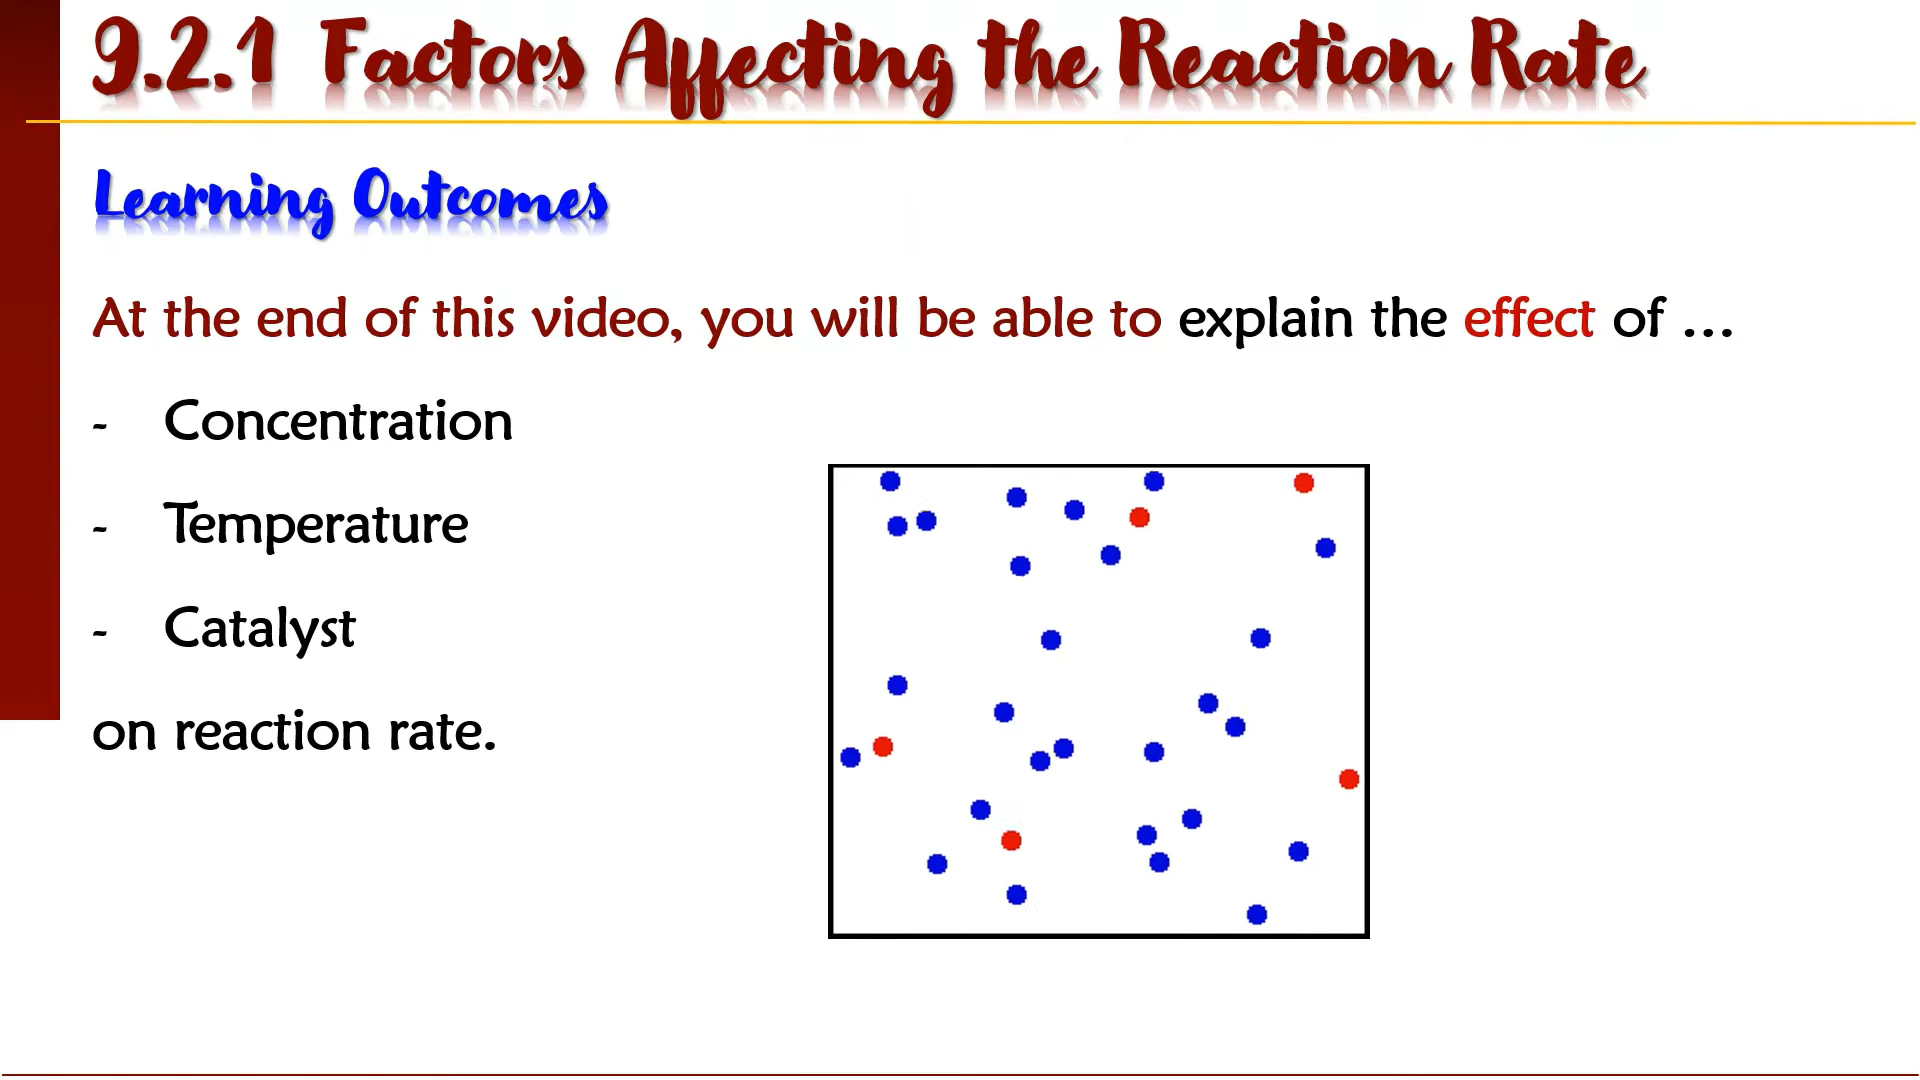 9.2.1 Factors Affecting the Reaction Rate
Learning Outcomes
At the end of this video, you will be able to explain the effect of ...
- Concentration
- Temperature
- Catalyst
on reaction rate.